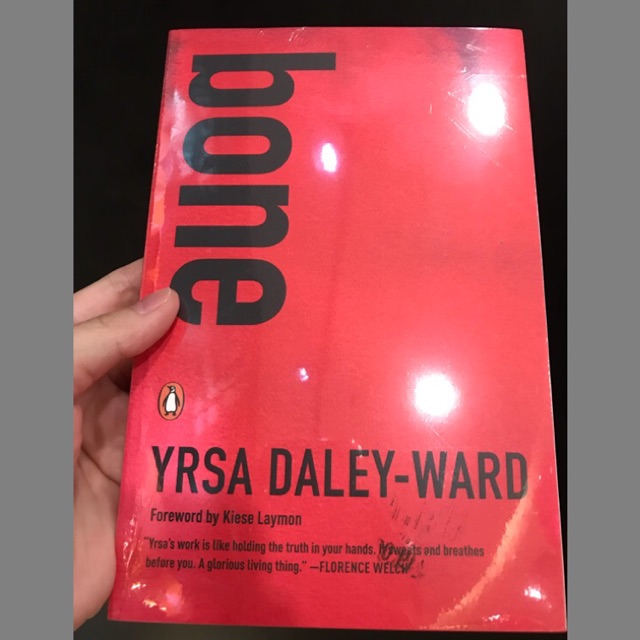 bone
YRSA DALEY-WARD
Foreword by Kiese Laymon
"Yrsa's work is like holding the truth in your hands. It and breathes
before you. A glorious living thing." —FLORENCE WELCH